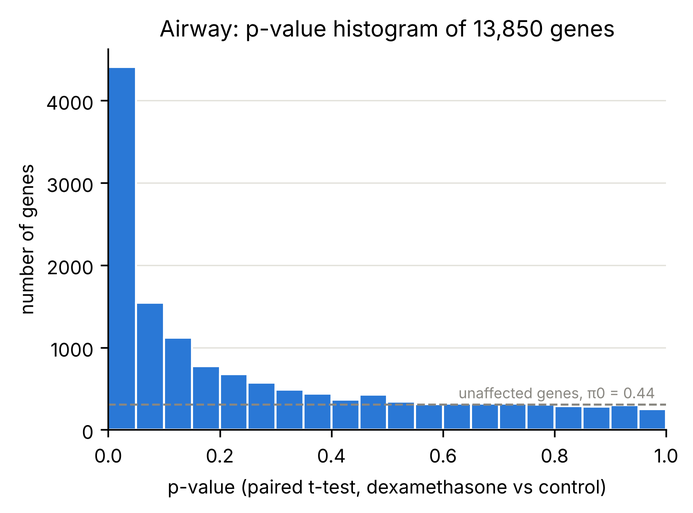 Airway: p-value histogram of 13,850 genes
number of genes
4000
3000
2000
1000
0
unaffected genes, π0 = 0.44
0.0 0.2 0.4 0.6 0.8 1.0
p-value (paired t-test, dexamethasone vs control)